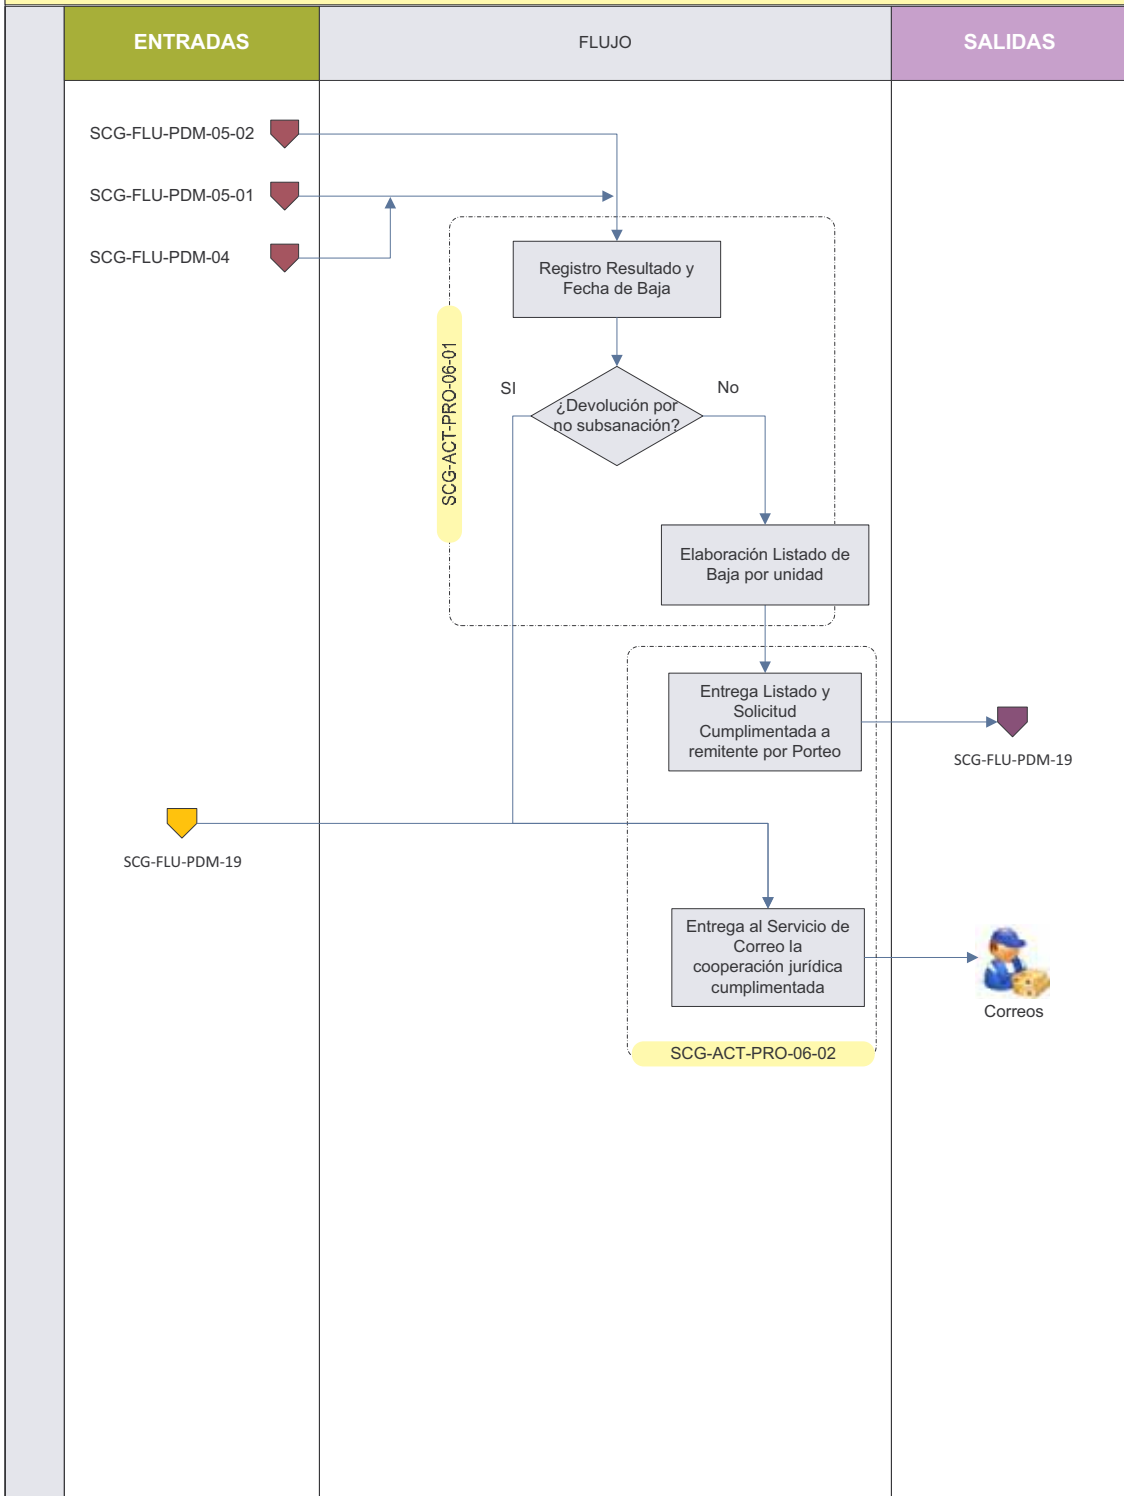 ENTRADAS
FLUJO
SALIDAS
SCG-FLU-PDM-05-02
SCG-FLU-PDM-05-01
SCG-FLU-PDM-04
Registro Resultado y
Fecha de Baja
SCG-ACT-PRO-06-01
SI
No
¿Devolución por
no subsanación?
Elaboración Listado de
Baja por unidad
Entrega Listado y
Solicitud
Cumplimentada a
remitente por Porteo
SCG-FLU-PDM-19
SCG-FLU-PDM-19
Entrega al Servicio de
Correo la
cooperación jurídica
cumplimentada
Correos
SCG-ACT-PRO-06-02